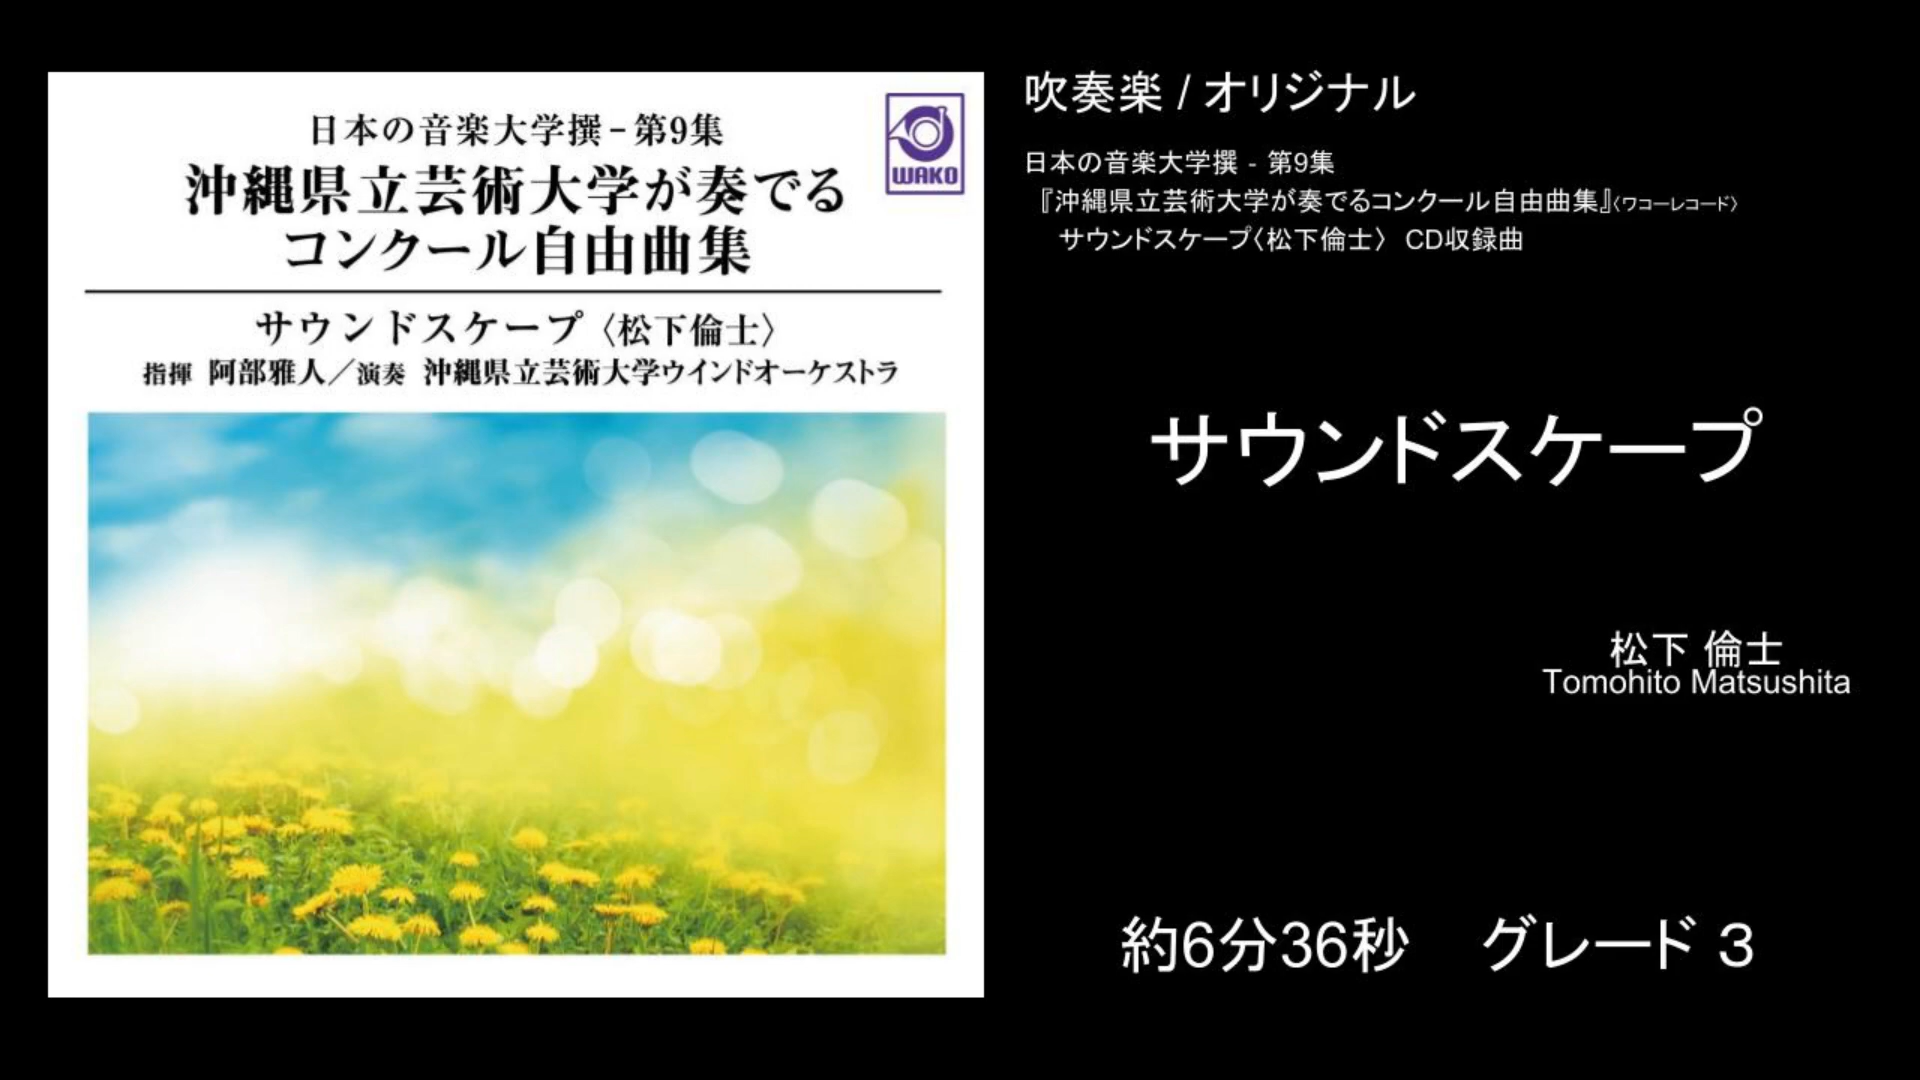 日本の音楽大学撰－第9集
沖縄県立芸術大学が奏でる
コンクール自由曲集
WAKO
サウンドスケープ〈松下倫士〉
指揮 阿部雅人／演奏 沖縄県立芸術大学ウインドオーケストラ
吹奏楽 / オリジナル
日本の音楽大学撰 - 第9集
『沖縄県立芸術大学が奏でるコンクール自由曲集』〈ワコーレコード〉
サウンドスケープ〈松下倫士〉 CD収録曲
サウンドスケープ
松下 倫士
Tomohito Matsushita
約6分36秒 グレード 3